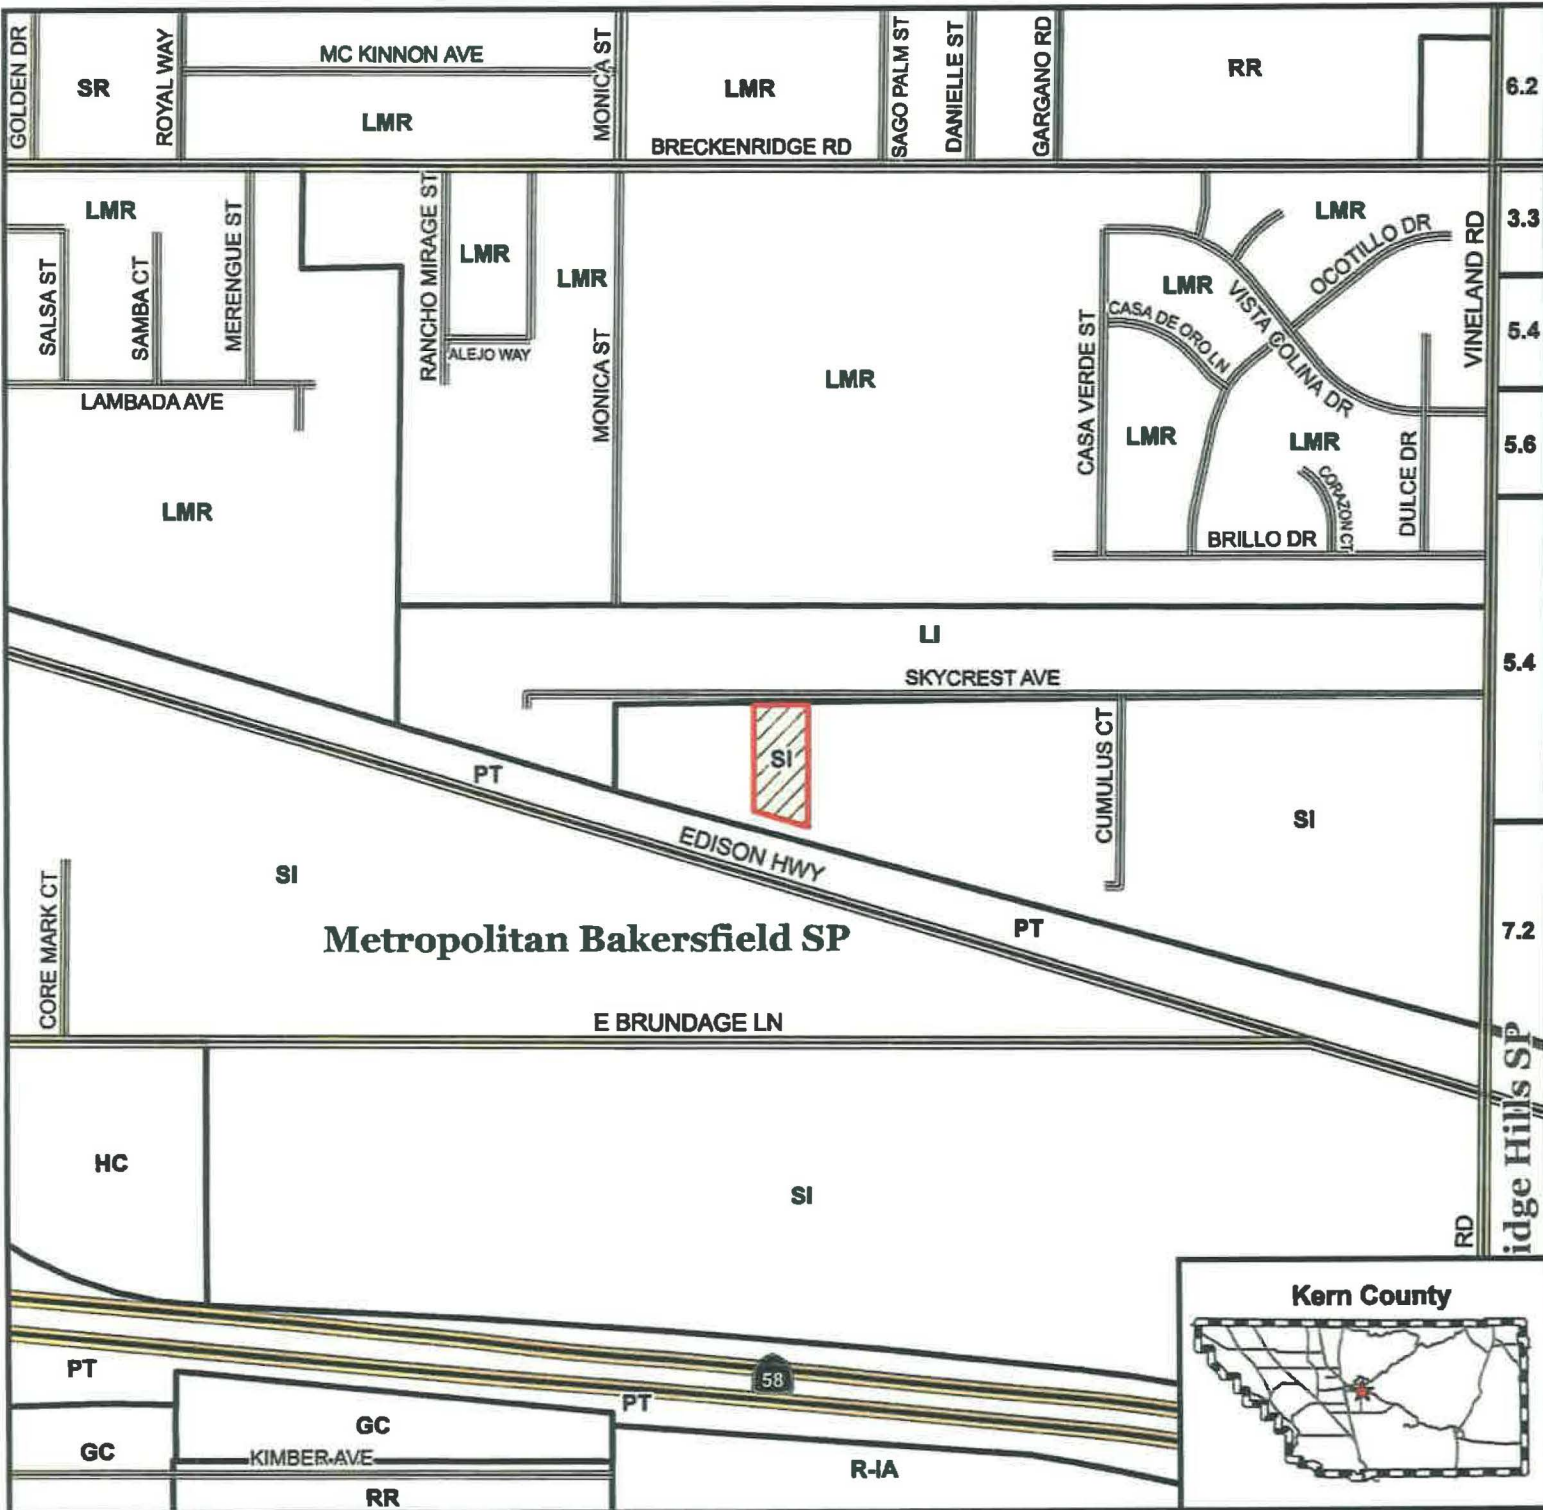 GOLDEN DR
SR
ROYAL WAY
MC KINNON AVE
LMR
MONICA ST
LMR
BRECKENRIDGE RD
SAGO PALM ST
DANIELLE ST
GARGANO RD
RR
6.2
LMR
SALSA ST
SAMBA CT
MERENGUE ST
LAMBADA AVE
LMR
RANCHO MIRAGE ST
LMR
ALEJO WAY
LMR
MONICA ST
LMR
CASA VERDE ST
LMR
CASA DE ORO LN
VISTA COLINA DR
OCOTILLO DR
LMR
VINELAND RD
3.3
5.4
LMR
LMR
CORAZON CT
DULCE DR
BRILLO DR
5.6
LI
SKYCREST AVE
5.4
PT
SI
CUMULUS CT
SI
EDISON HWY
SI
CORE MARK CT
Metropolitan Bakersfield SP
PT
7.2
E BRUNDAGE LN
idge Hills SP
HC
SI
RD
Kern County
PT
58
PT
GC
GC
KIMBER AVE
R-IA
RR